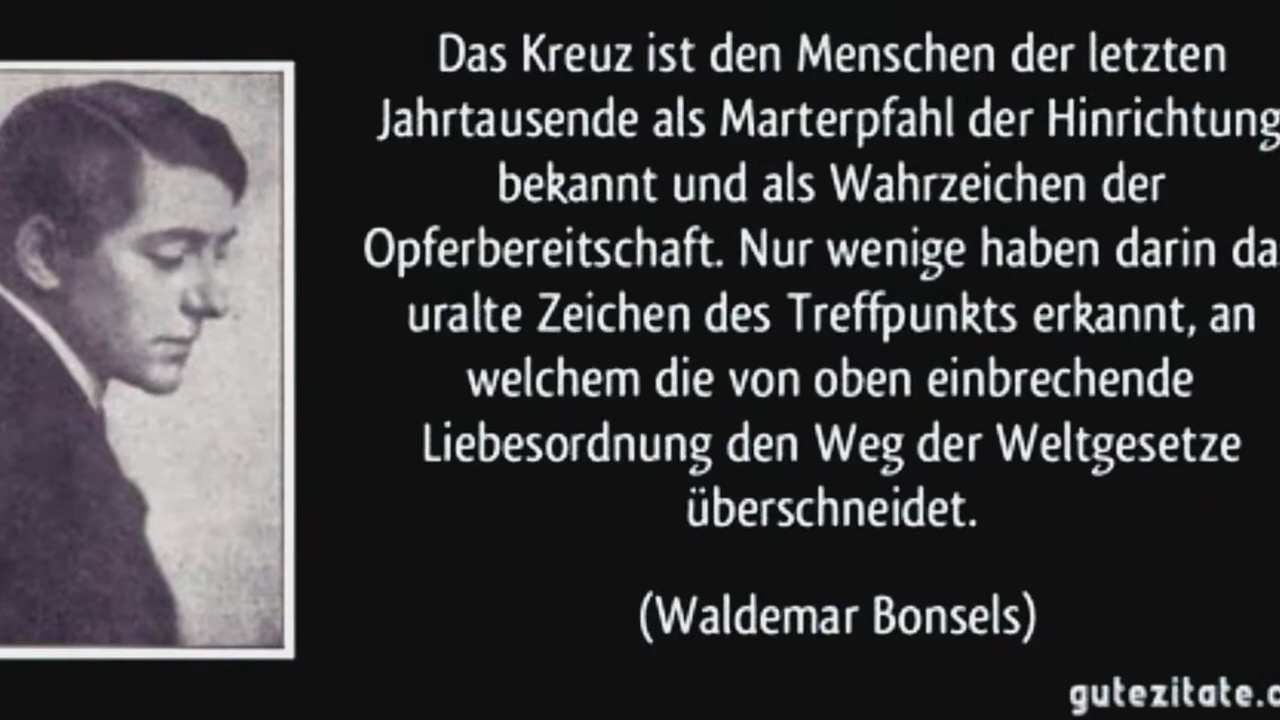 Das Kreuz ist den Menschen der letzten
Jahrtausende als Marterpfahl der Hinrichtung
bekannt und als Wahrzeichen der
Opferbereitschaft. Nur wenige haben darin da
uralte Zeichen des Treffpunkts erkannt, an
welchem die von oben einbrechende
Liebesordnung den Weg der Weltgesetze
überschneidet.
(Waldemar Bonsels)
gutezitate.